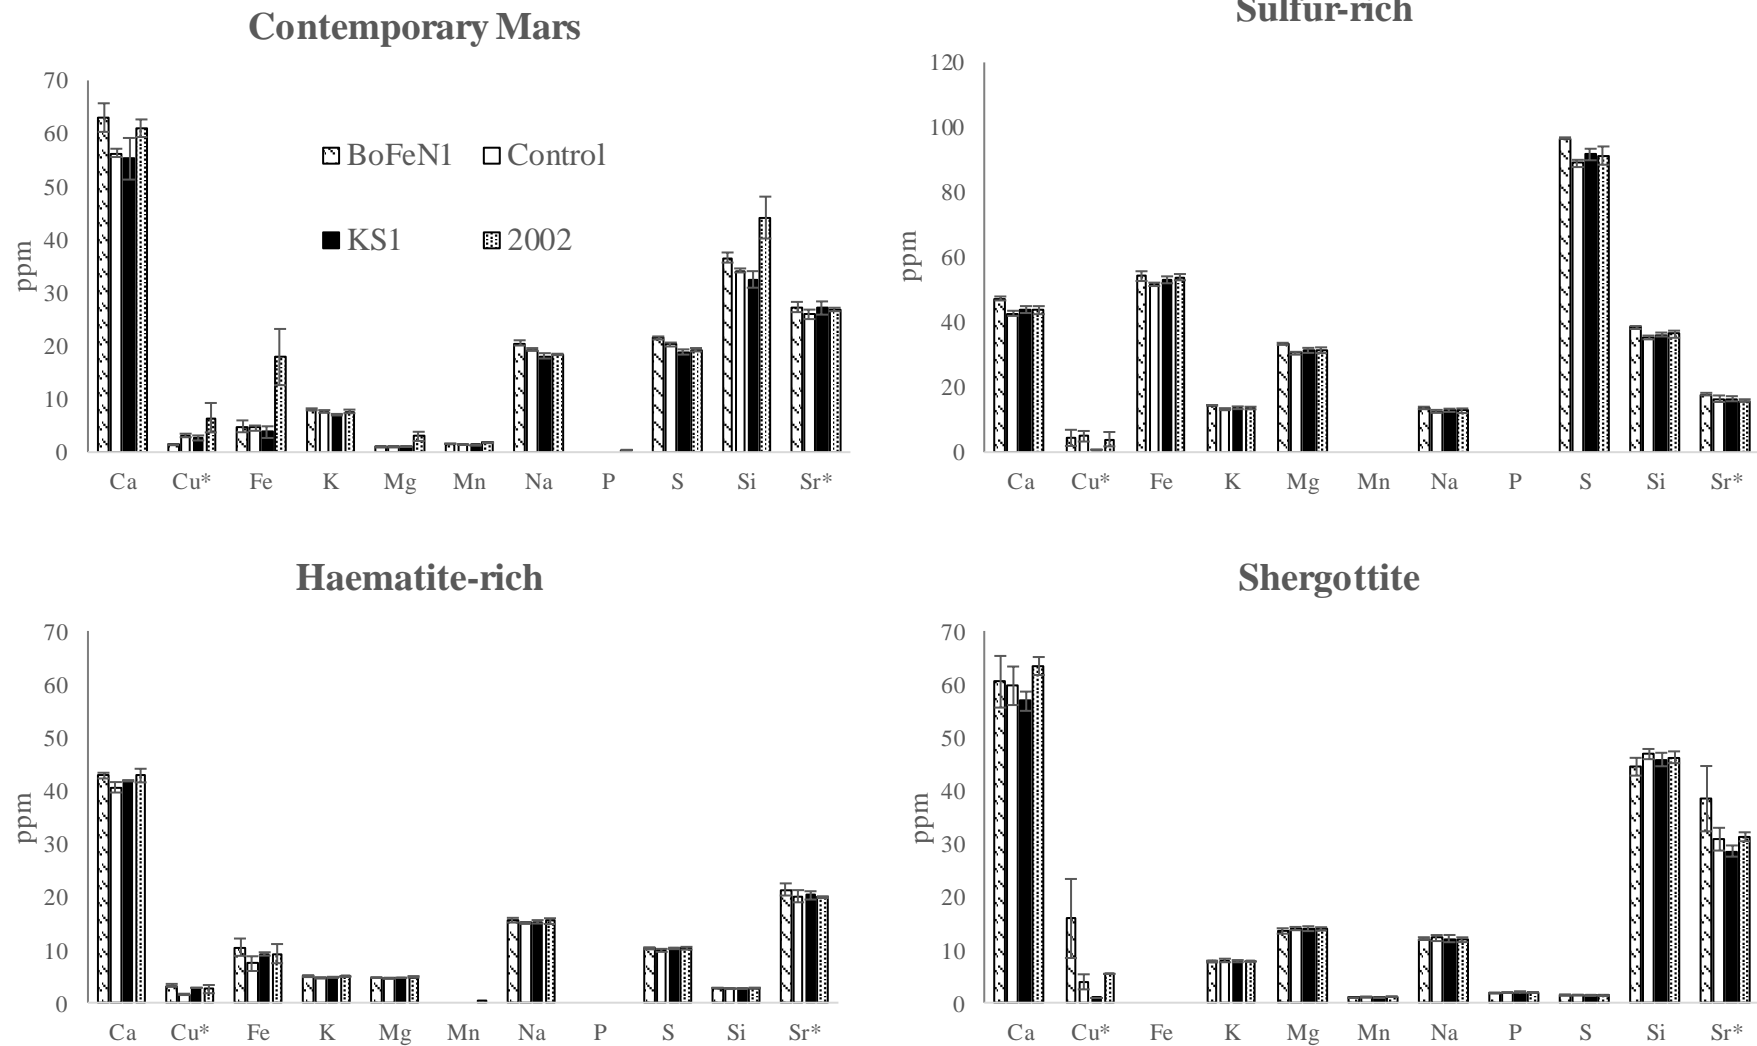 Contemporary Mars
70
60
50
40
30
20
10
0
ppm
BoFeN1 Control
KS1 2002
Ca Cu* Fe K Mg Mn Na P S Si Sr*
Sulfur-rich
120
100
80
60
40
20
0
ppm
Ca Cu* Fe K Mg Mn Na P S Si Sr*
Haematite-rich
70
60
50
40
30
20
10
0
ppm
Ca Cu* Fe K Mg Mn Na P S Si Sr*
Shergottite
70
60
50
40
30
20
10
0
ppm
Ca Cu* Fe K Mg Mn Na P S Si Sr*